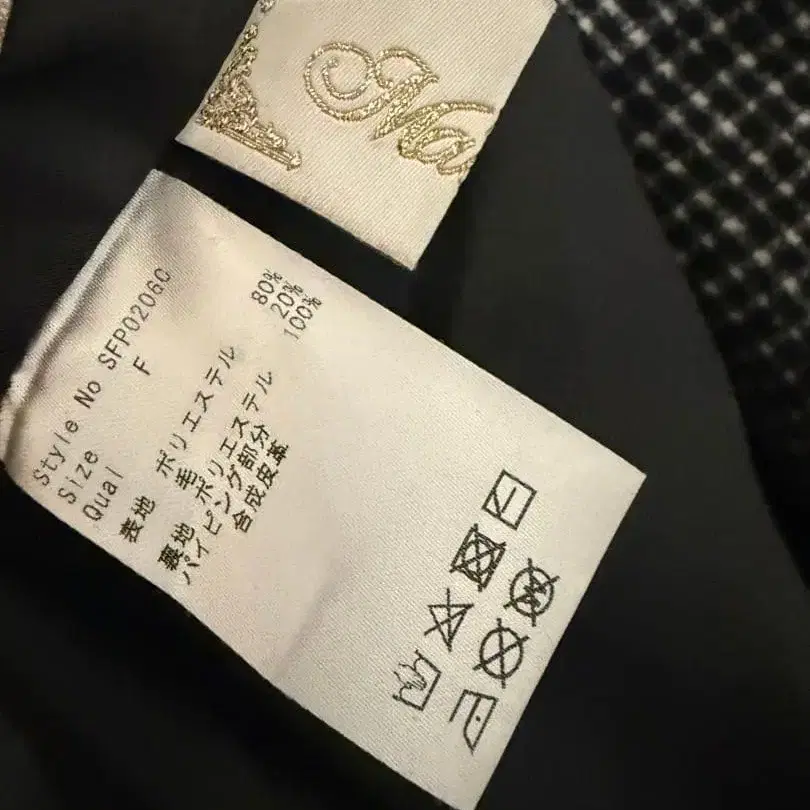 Ma
Style No SFP0206C
Size F
Qual
表地 ポリエステル 80%
毛 20%
裏地 ポリエステル 100%
パイピング部分
合成皮革